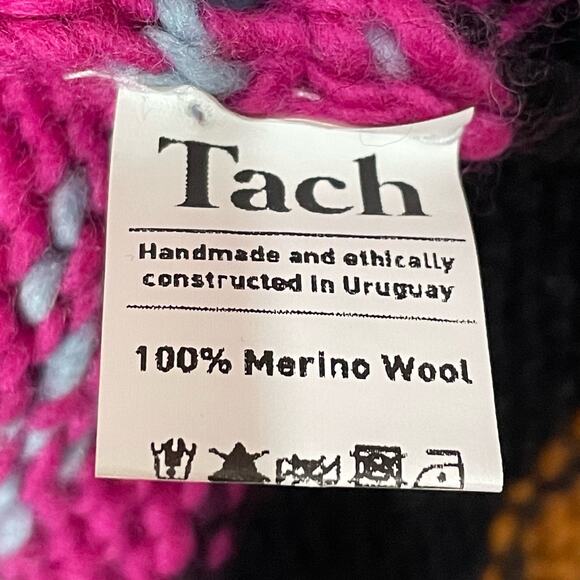 Tach
Handmade and ethically
constructed in Uruguay
100% Merino Wool